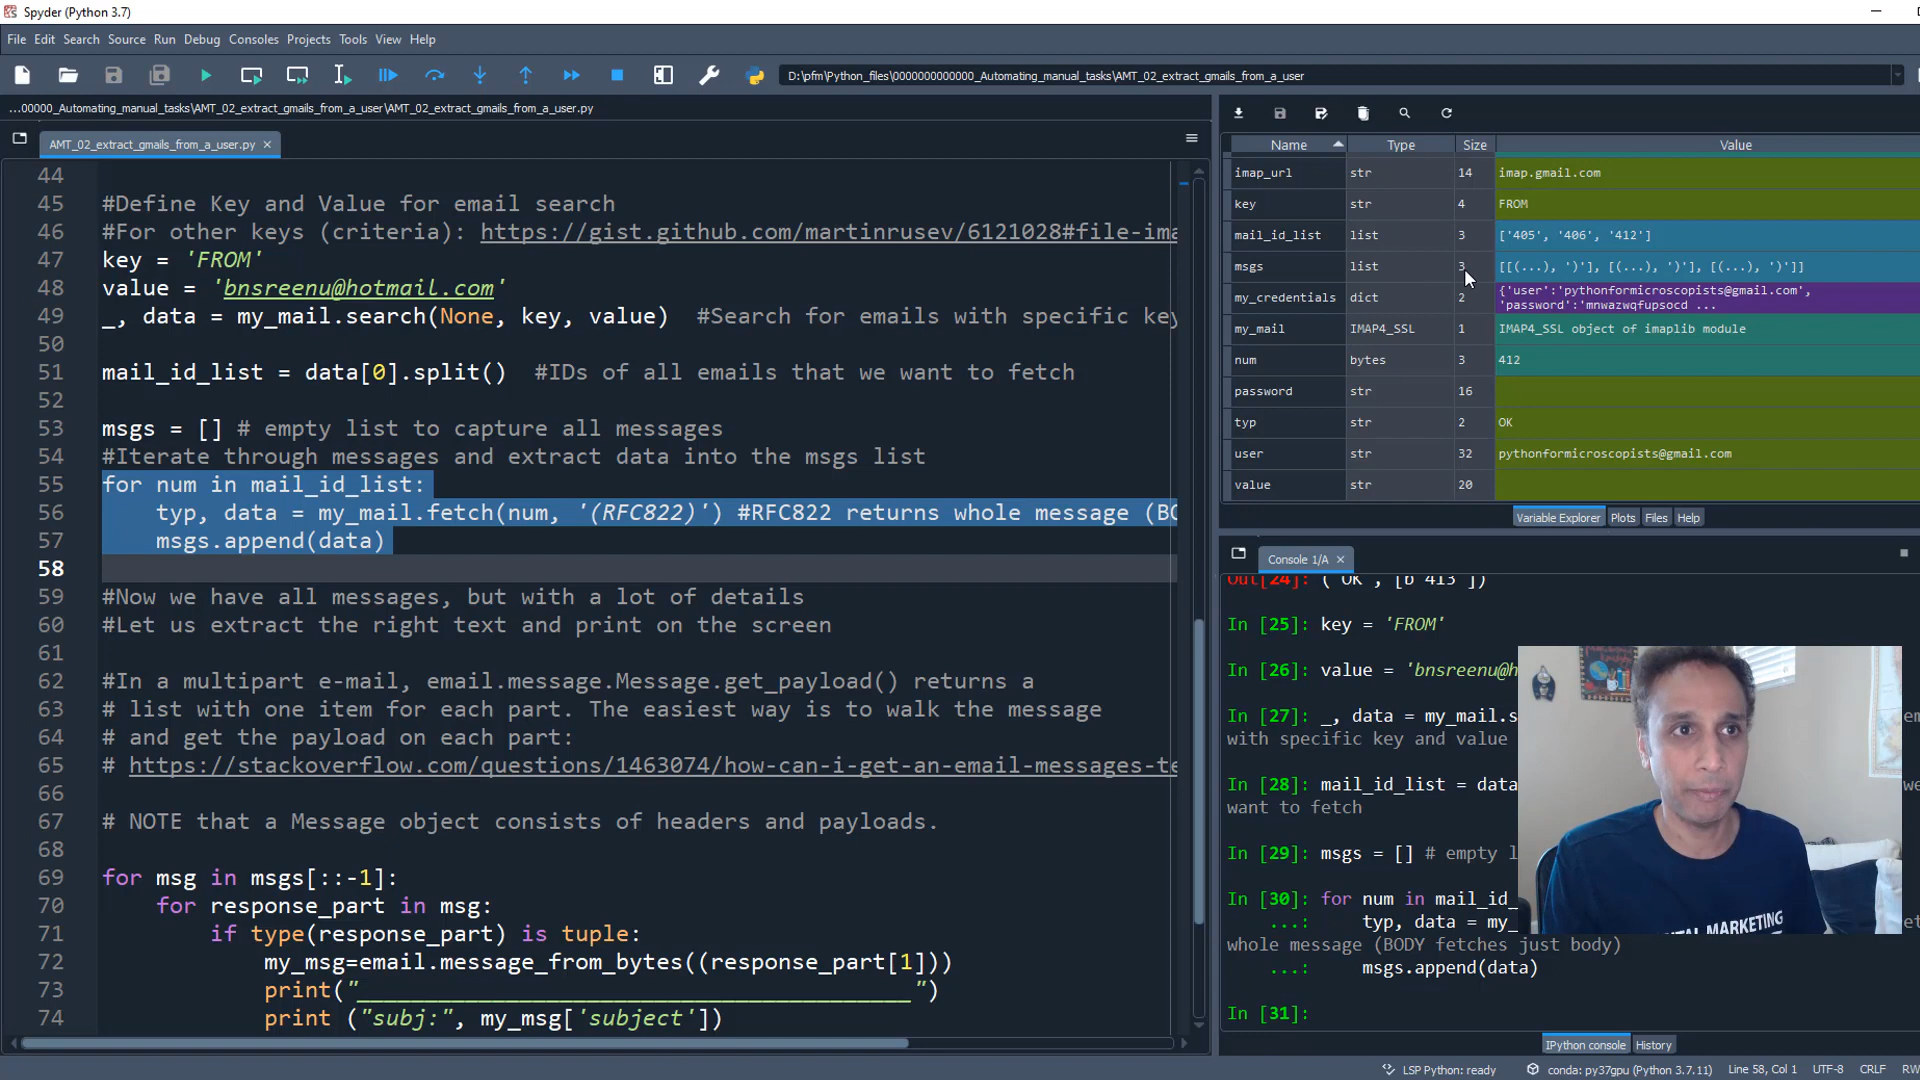 Spyder (Python 3.7)
File Edit Search Source Run Debug Consoles Projects Tools View Help
D:\pfm\Python_files\0000000000000_Automating_manual_tasks\AMT_02_extract_gmails_from_a_user
...00000_Automating_manual_tasks\AMT_02_extract_gmails_from_a_user\AMT_02_extract_gmails_from_a_user.py
AMT_02_extract_gmails_from_a_user.py
44
45 #Define Key and Value for email search
46 #For other keys (criteria): https://gist.github.com/martinrusev/6121028#file-ima
47 key = 'FROM'
48 value = 'bnsreenu@hotmail.com'
49 _, data = my_mail.search(None, key, value)  #Search for emails with specific key
50
51 mail_id_list = data[0].split()  #IDs of all emails that we want to fetch
52
53 msgs = [] # empty list to capture all messages
54 #Iterate through messages and extract data into the msgs list
55 for num in mail_id_list:
56 typ, data = my_mail.fetch(num, '(RFC822)') #RFC822 returns whole message (BO
57 msgs.append(data)
58
59 #Now we have all messages, but with a lot of details
60 #Let us extract the right text and print on the screen
61
62 #In a multipart e-mail, email.message.Message.get_payload() returns a
63 # list with one item for each part. The easiest way is to walk the message
64 # and get the payload on each part:
65 # https://stackoverflow.com/questions/1463074/how-can-i-get-an-email-messages-te
66
67 # NOTE that a Message object consists of headers and payloads.
68
69 for msg in msgs[::-1]:
70 for response_part in msg:
71 if type(response_part) is tuple:
72 my_msg=email.message_from_bytes((response_part[1]))
73 print("_________________________________________")
74 print ("subj:", my_msg['subject'])
Name Type Size Value
imap_url str 14 imap.gmail.com
key str 4 FROM
mail_id_list list 3 ['405', '406', '412']
msgs list 3 [[(...), ')'], [(...), ')'], [(...), ')']]
my_credentials dict 2 {'user':'pythonformicroscopists@gmail.com',
'password':'mnwazwqfupsocd ...
my_mail IMAP4_SSL 1 IMAP4_SSL object of imaplib module
num bytes 3 412
password str 16
typ str 2 OK
user str 32 pythonformicroscopists@gmail.com
value str 20
Variable Explorer Plots Files Help
Console 1/A
Out[24]: ('OK', [b'413'])
In [25]: key = 'FROM'
In [26]: value = 'bnsreenu@h
In [27]: _, data = my_mail.s
with specific key and value
In [28]: mail_id_list = data
want to fetch
In [29]: msgs = [] # empty l
In [30]: for num in mail_id_
...: typ, data = my_
whole message (BODY fetches just body)
...: msgs.append(data)
In [31]:
IPython console History
LSP Python: ready conda: py37gpu (Python 3.7.11) Line 58, Col 1 UTF-8 CRLF RW
TAL MARKETING